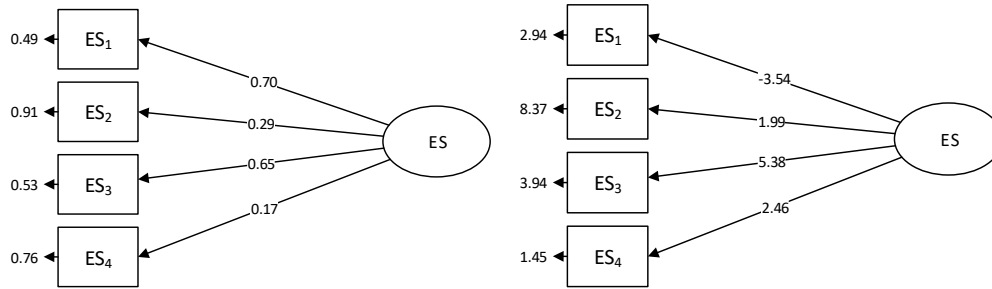 0.49 ES₁
0.91 ES₂
0.53 ES₃
0.76 ES₄
0.70
0.29
0.65
0.17
ES
2.94 ES₁
8.37 ES₂
3.94 ES₃
1.45 ES₄
-3.54
1.99
5.38
2.46
ES